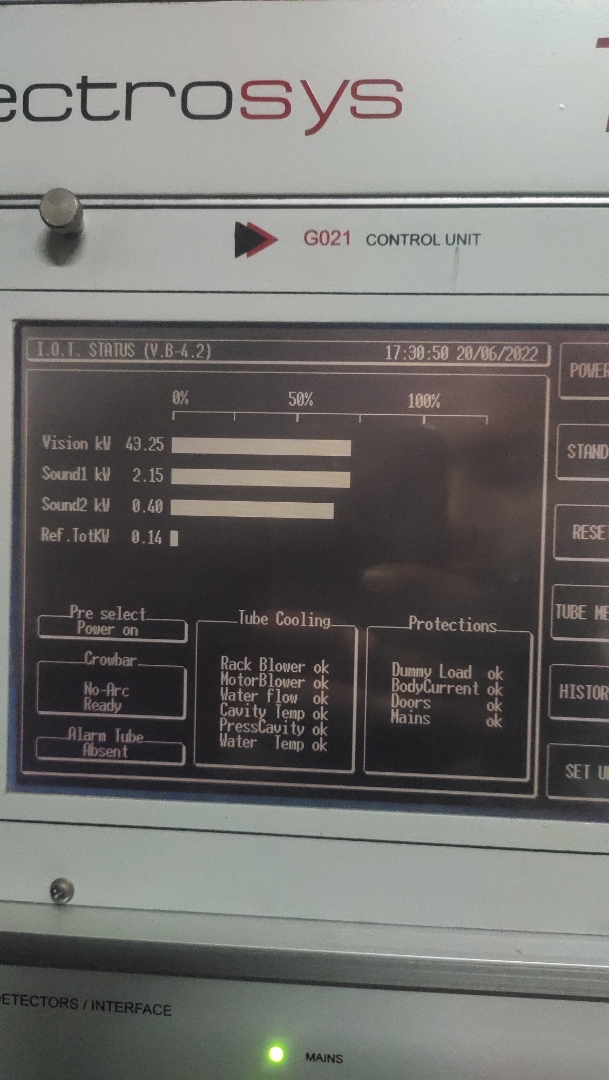 ectrosys
G021 CONTROL UNIT
I.O.T. STATUS (V.B-4.2) 17:30:50 20/06/2022
0% 50% 100%
Vision kW 43.25
Sound1 kW 2.15
Sound2 kW 0.40
Ref.TotKW 0.14
POWER
STAND
RESE
TUBE ME
HISTOR
SET U
Pre select
Power on
Crowbar
No-Arc
Ready
Alarm Tube
Absent
Tube Cooling
Rack Blower ok
MotorBlower ok
Water flow ok
Cavity Temp ok
PressCavity ok
Water Temp ok
Protections
Dummy Load ok
BodyCurrent ok
Doors ok
Mains ok
DETECTORS / INTERFACE
MAINS